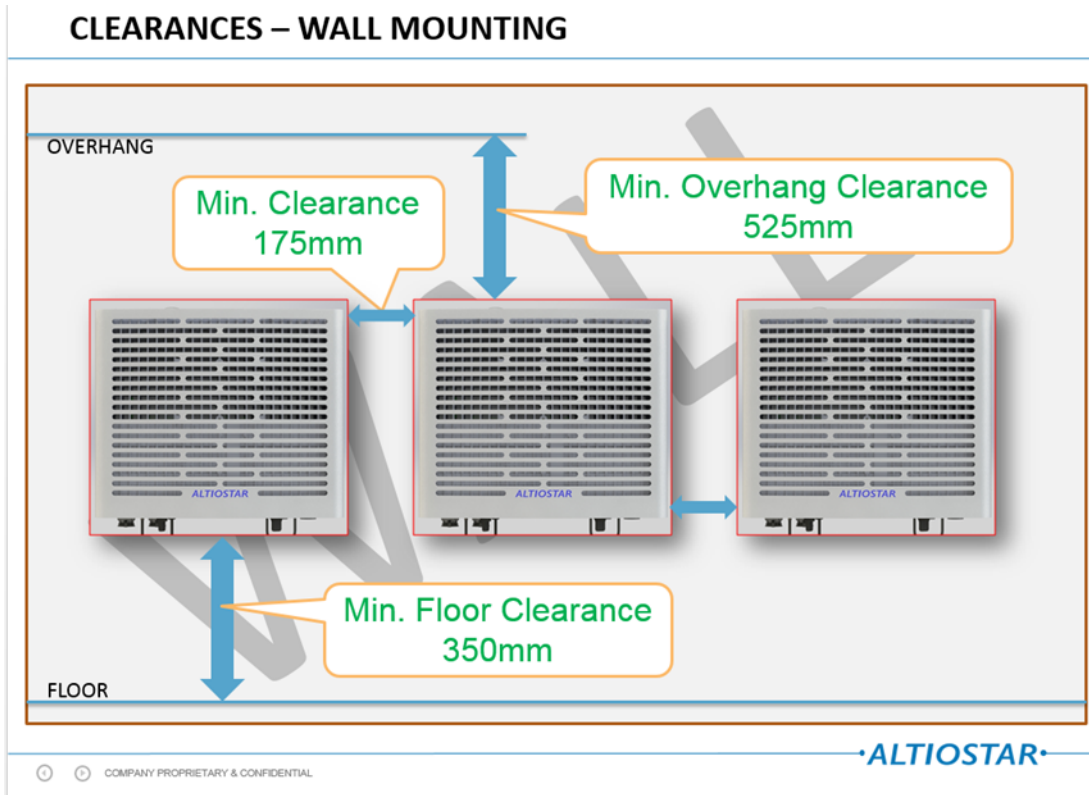 CLEARANCES – WALL MOUNTING
OVERHANG
Min. Clearance
175mm
Min. Overhang Clearance
525mm
WALL
ALTIOSTAR
ALTIOSTAR
ALTIOSTAR
Min. Floor Clearance
350mm
FLOOR
COMPANY PROPRIETARY & CONFIDENTIAL
ALTIOSTAR